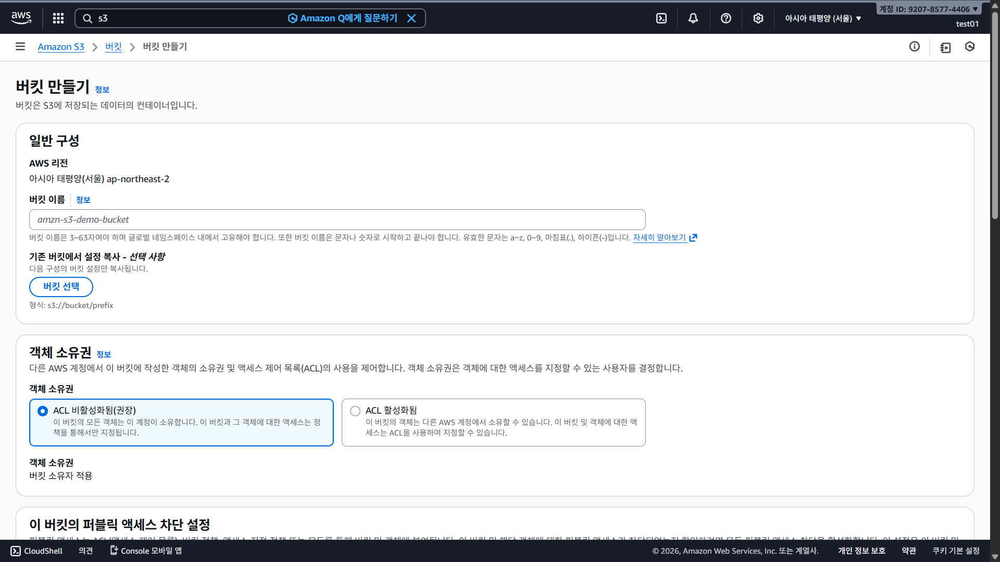 aws
s3
Amazon Q에게 질문하기
아시아 태평양 (서울) ▼
계정 ID: 9207-8577-4406 ▼
test01
Amazon S3
버킷
버킷 만들기
버킷 만들기 정보
버킷은 S3에 저장되는 데이터의 컨테이너입니다.
일반 구성
AWS 리전
아시아 태평양(서울) ap-northeast-2
버킷 이름 정보
amzn-s3-demo-bucket
버킷 이름은 3~63자여야 하며 글로벌 네임스페이스 내에서 고유해야 합니다. 또한 버킷 이름은 문자나 숫자로 시작하고 끝나야 합니다. 유효한 문자는 a~z, 0~9, 마침표(.), 하이픈(-)입니다. 자세히 알아보기
기존 버킷에서 설정 복사 - 선택 사항
다음 구성의 버킷 설정만 복사됩니다.
버킷 선택
형식: s3://bucket/prefix
객체 소유권 정보
다른 AWS 계정에서 이 버킷에 작성한 객체의 소유권 및 액세스 제어 목록(ACL)의 사용을 제어합니다. 객체 소유권은 객체에 대한 액세스를 지정할 수 있는 사용자를 결정합니다.
객체 소유권
ACL 비활성화됨(권장)
이 버킷의 모든 객체는 이 계정이 소유합니다. 이 버킷과 그 객체에 대한 액세스는 정
책을 통해서만 지정됩니다.
ACL 활성화됨
이 버킷의 객체는 다른 AWS 계정에서 소유할 수 있습니다. 이 버킷 및 객체에 대한 액
세스는 ACL을 사용하여 지정할 수 있습니다.
객체 소유권
버킷 소유자 적용
이 버킷의 퍼블릭 액세스 차단 설정
CloudShell
의견
Console 모바일 앱
© 2026, Amazon Web Services, Inc. 또는 계열사.
개인 정보 보호
약관
쿠키 기본 설정